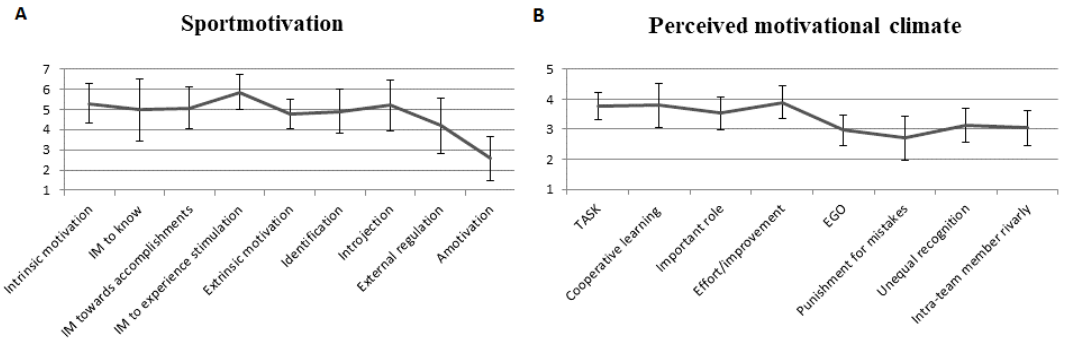 A
Sportmotivation
7
6
5
4
3
2
1
Intrinsic motivation
IM to know
IM towards accomplishments
IM to experience stimulation
Extrinsic motivation
Identification
Introjection
External regulation
Amotivation
B
Perceived motivational climate
5
4
3
2
1
TASK
Cooperative learning
Important role
Effort/improvement
EGO
Punishment for mistakes
Unequal recognition
Intra-team member rivarly